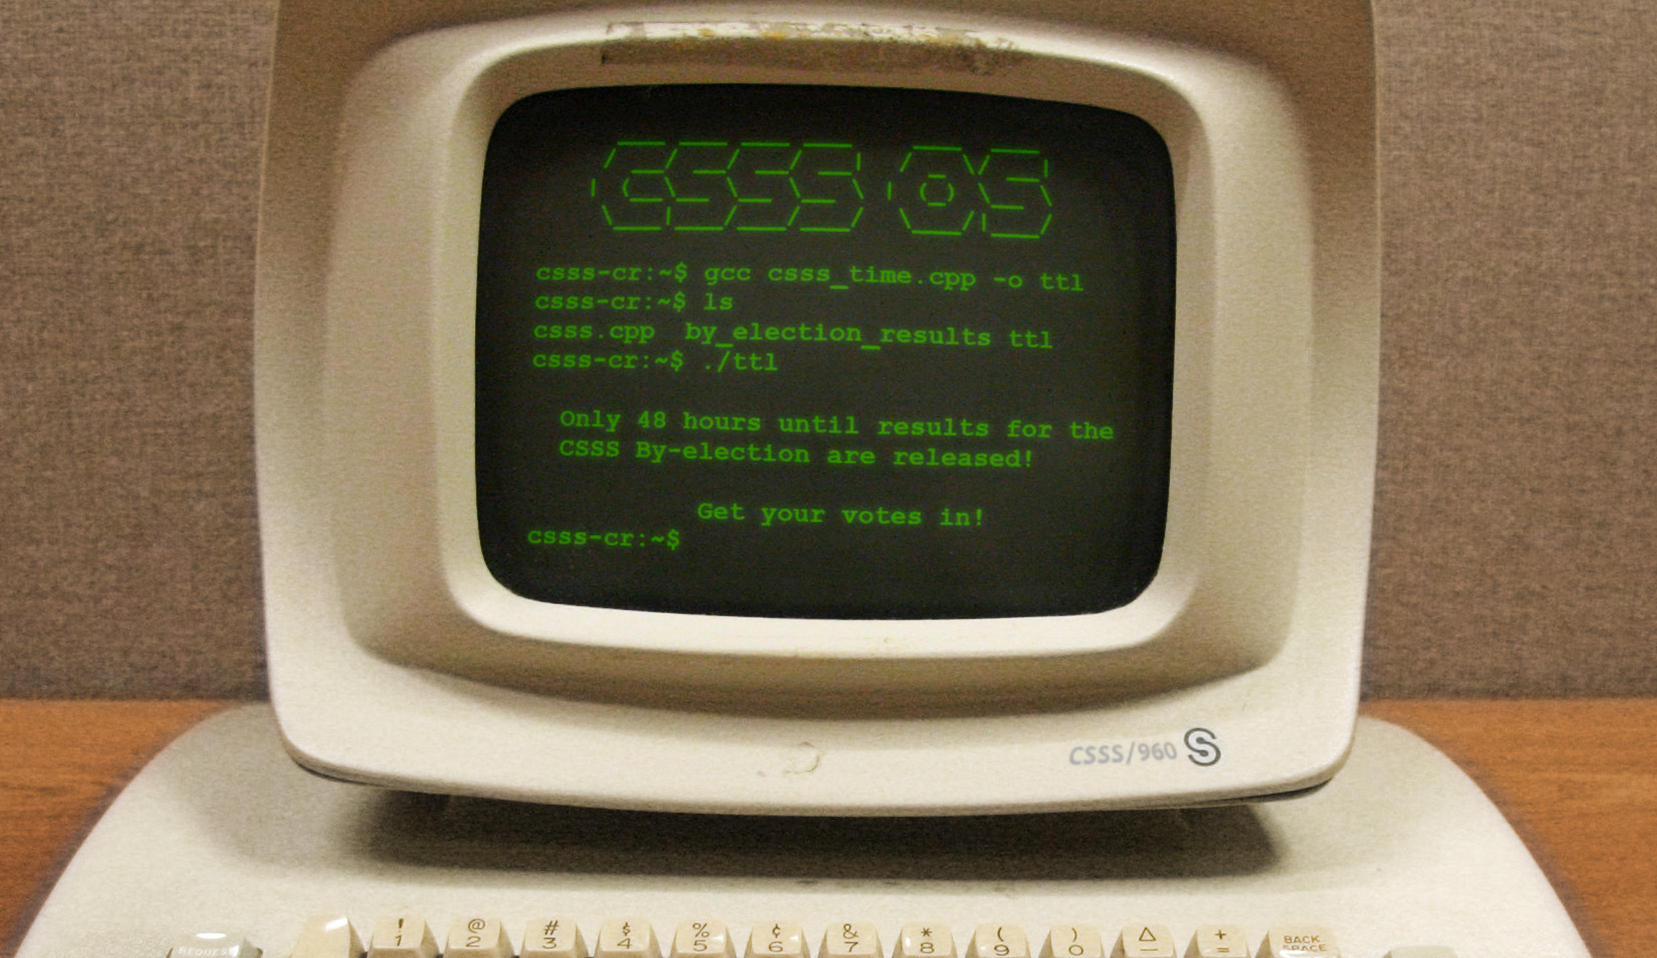 CSSS OS
csss-cr:~$ gcc csss_time.cpp -o ttl
csss-cr:~$ ls
csss.cpp  by_election_results ttl
csss-cr:~$ ./ttl
Only 48 hours until results for the
CSSS By-election are released!
Get your votes in!
csss-cr:~$
CSSS/960 S
! @ # $ % ¢ & * ( ) Δ +
REQUEST 1 2 3 4 5 6 7 8 9 0 — = BACK SPACE